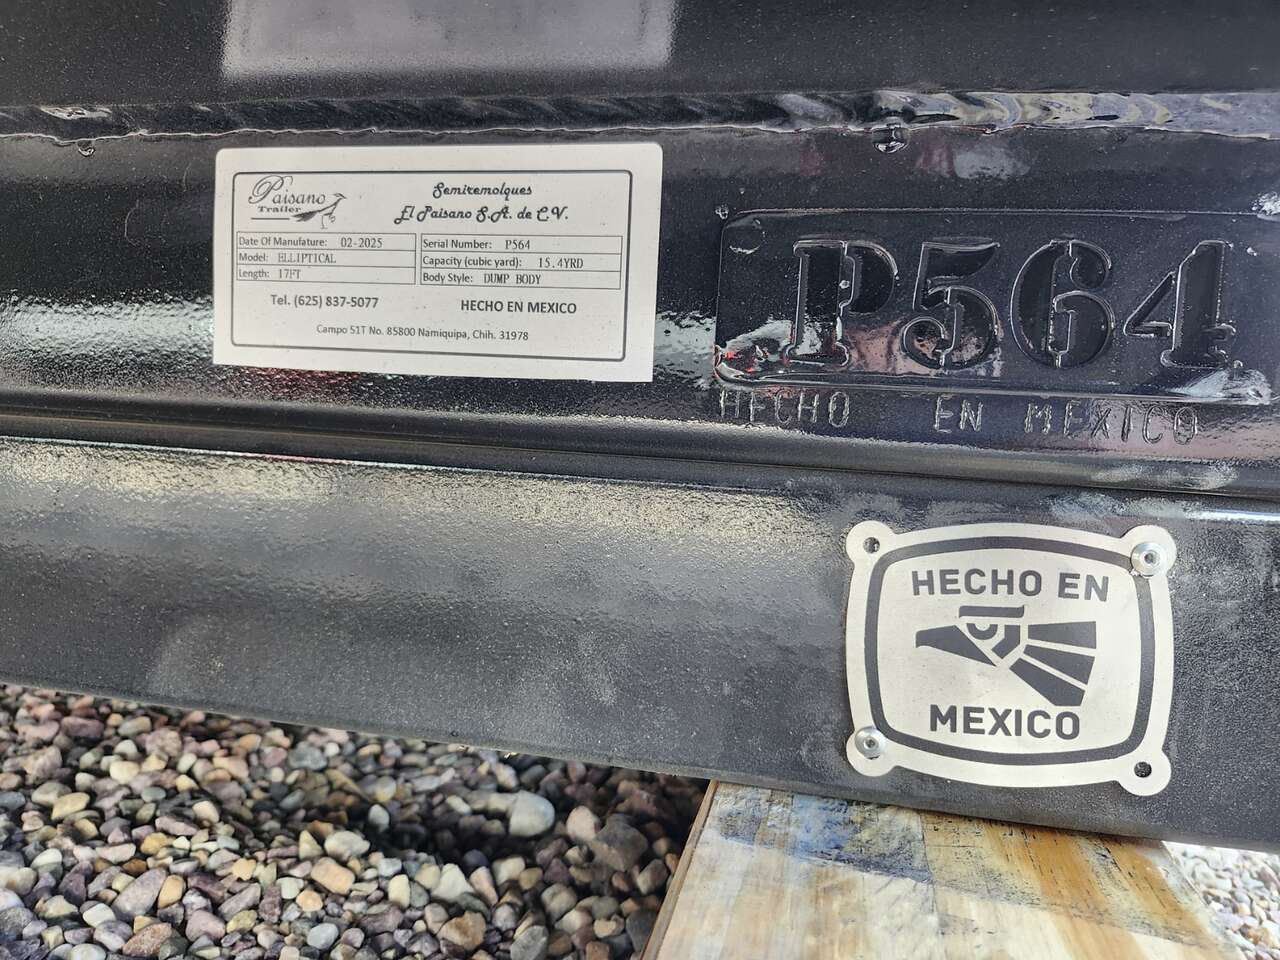 Paisano
Trailer
Semiremolques
El Paisano S.A. de C.V.
Date Of Manufature: 02-2025
Model: ELLIPTICAL
Length: 17FT
Serial Number: P564
Capacity (cubic yard): 15.4YRD
Body Style: DUMP BODY
Tel. (625) 837-5077
HECHO EN MEXICO
Campo 51T No. 85800 Namiquipa, Chih. 31978
P564
HECHO EN MEXICO
HECHO EN
MEXICO